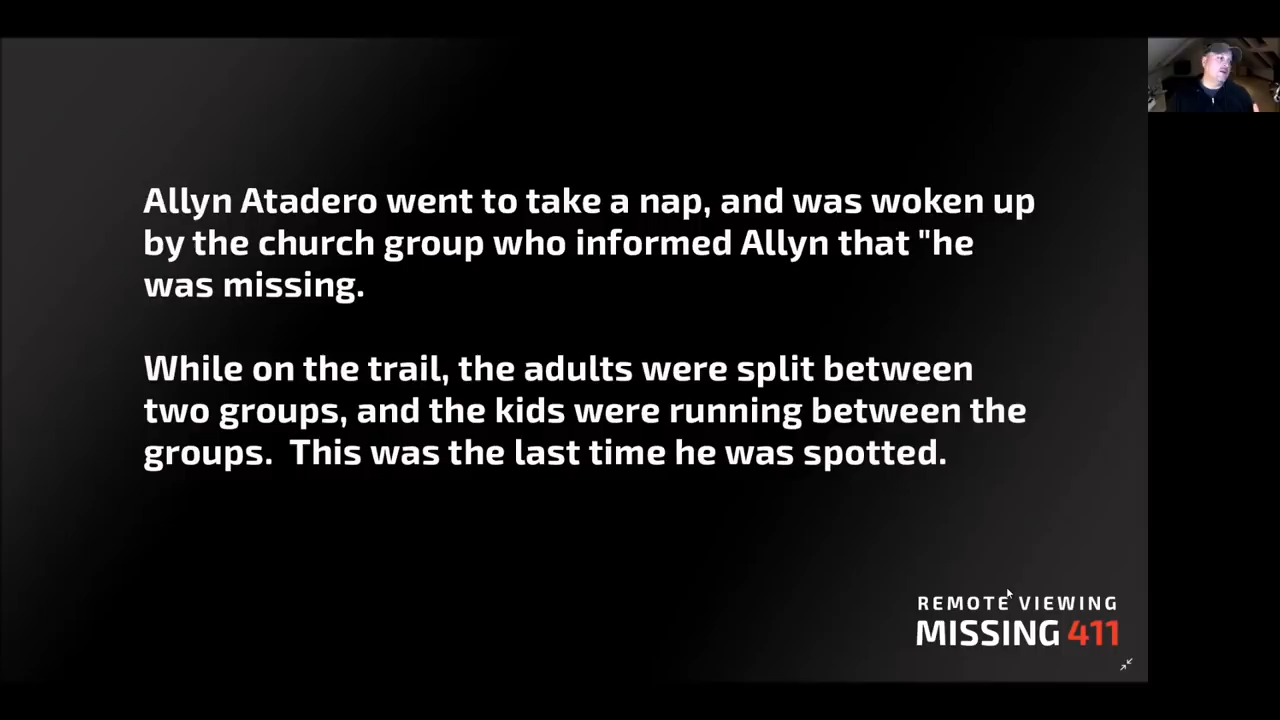 Allyn Atadero went to take a nap, and was woken up
by the church group who informed Allyn that "he
was missing.
While on the trail, the adults were split between
two groups, and the kids were running between the
groups.  This was the last time he was spotted.
REMOTE VIEWING
MISSING 411